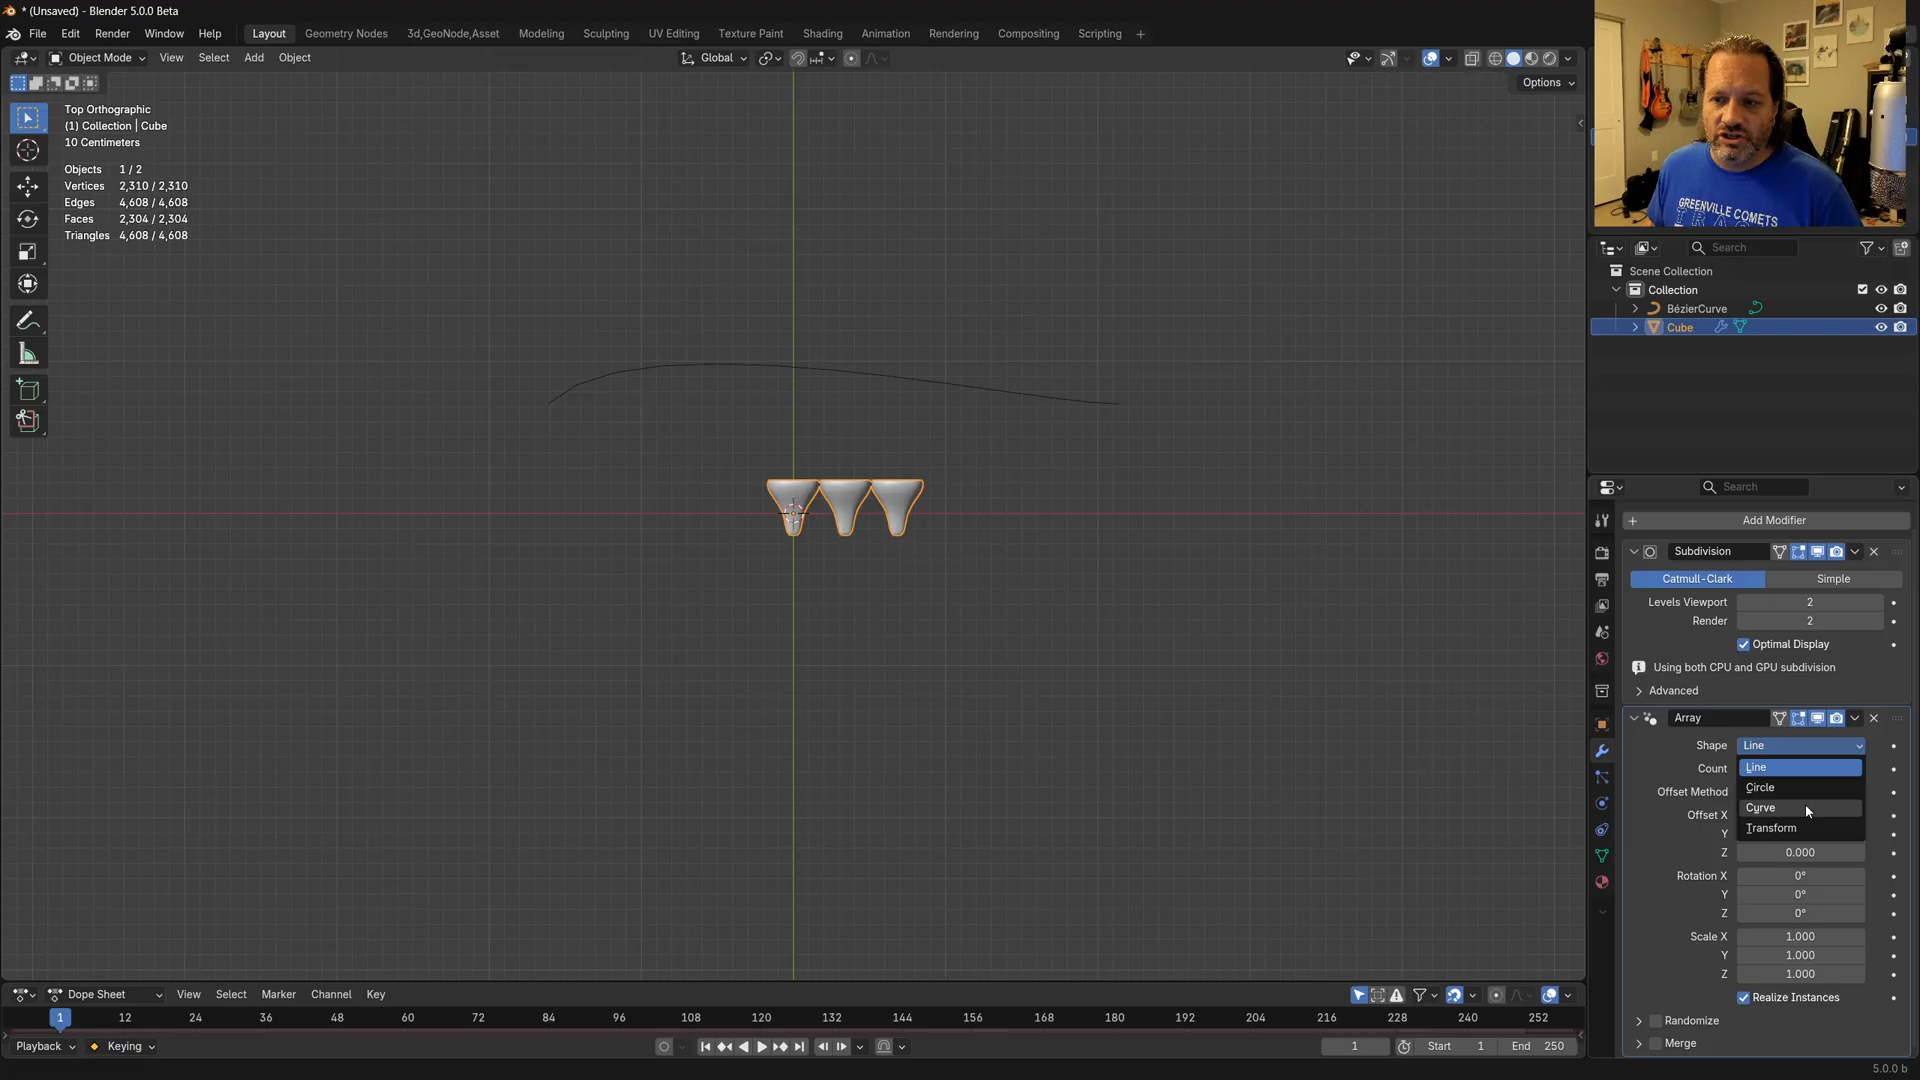 * (Unsaved) - Blender 5.0.0 Beta
File Edit Render Window Help Layout Geometry Nodes 3d,GeoNode,Asset Modeling Sculpting UV Editing Texture Paint Shading Animation Rendering Compositing Scripting +
Object Mode View Select Add Object Global
Options
Top Orthographic
(1) Collection | Cube
10 Centimeters
Objects 1 / 2
Vertices 2,310 / 2,310
Edges 4,608 / 4,608
Faces 2,304 / 2,304
Triangles 4,608 / 4,608
GREENVILLE COMETS
Search
Scene Collection
Collection
BézierCurve
Cube
Search
Add Modifier
Subdivision
Catmull-Clark Simple
Levels Viewport 2
Render 2
Optimal Display
Using both CPU and GPU subdivision
Advanced
Array
Shape Line
Count Line
Circle
Offset Method
Curve
Offset X
Y Transform
Z 0.000
Rotation X 0°
Y 0°
Z 0°
Scale X 1.000
Y 1.000
Z 1.000
Realize Instances
Randomize
Merge
Dope Sheet View Select Marker Channel Key
1 12 24 36 48 60 72 84 96 108 120 132 144 156 168 180 192 204 216 228 240 252
Playback Keying 1 Start 1 End 250
5.0.0 b